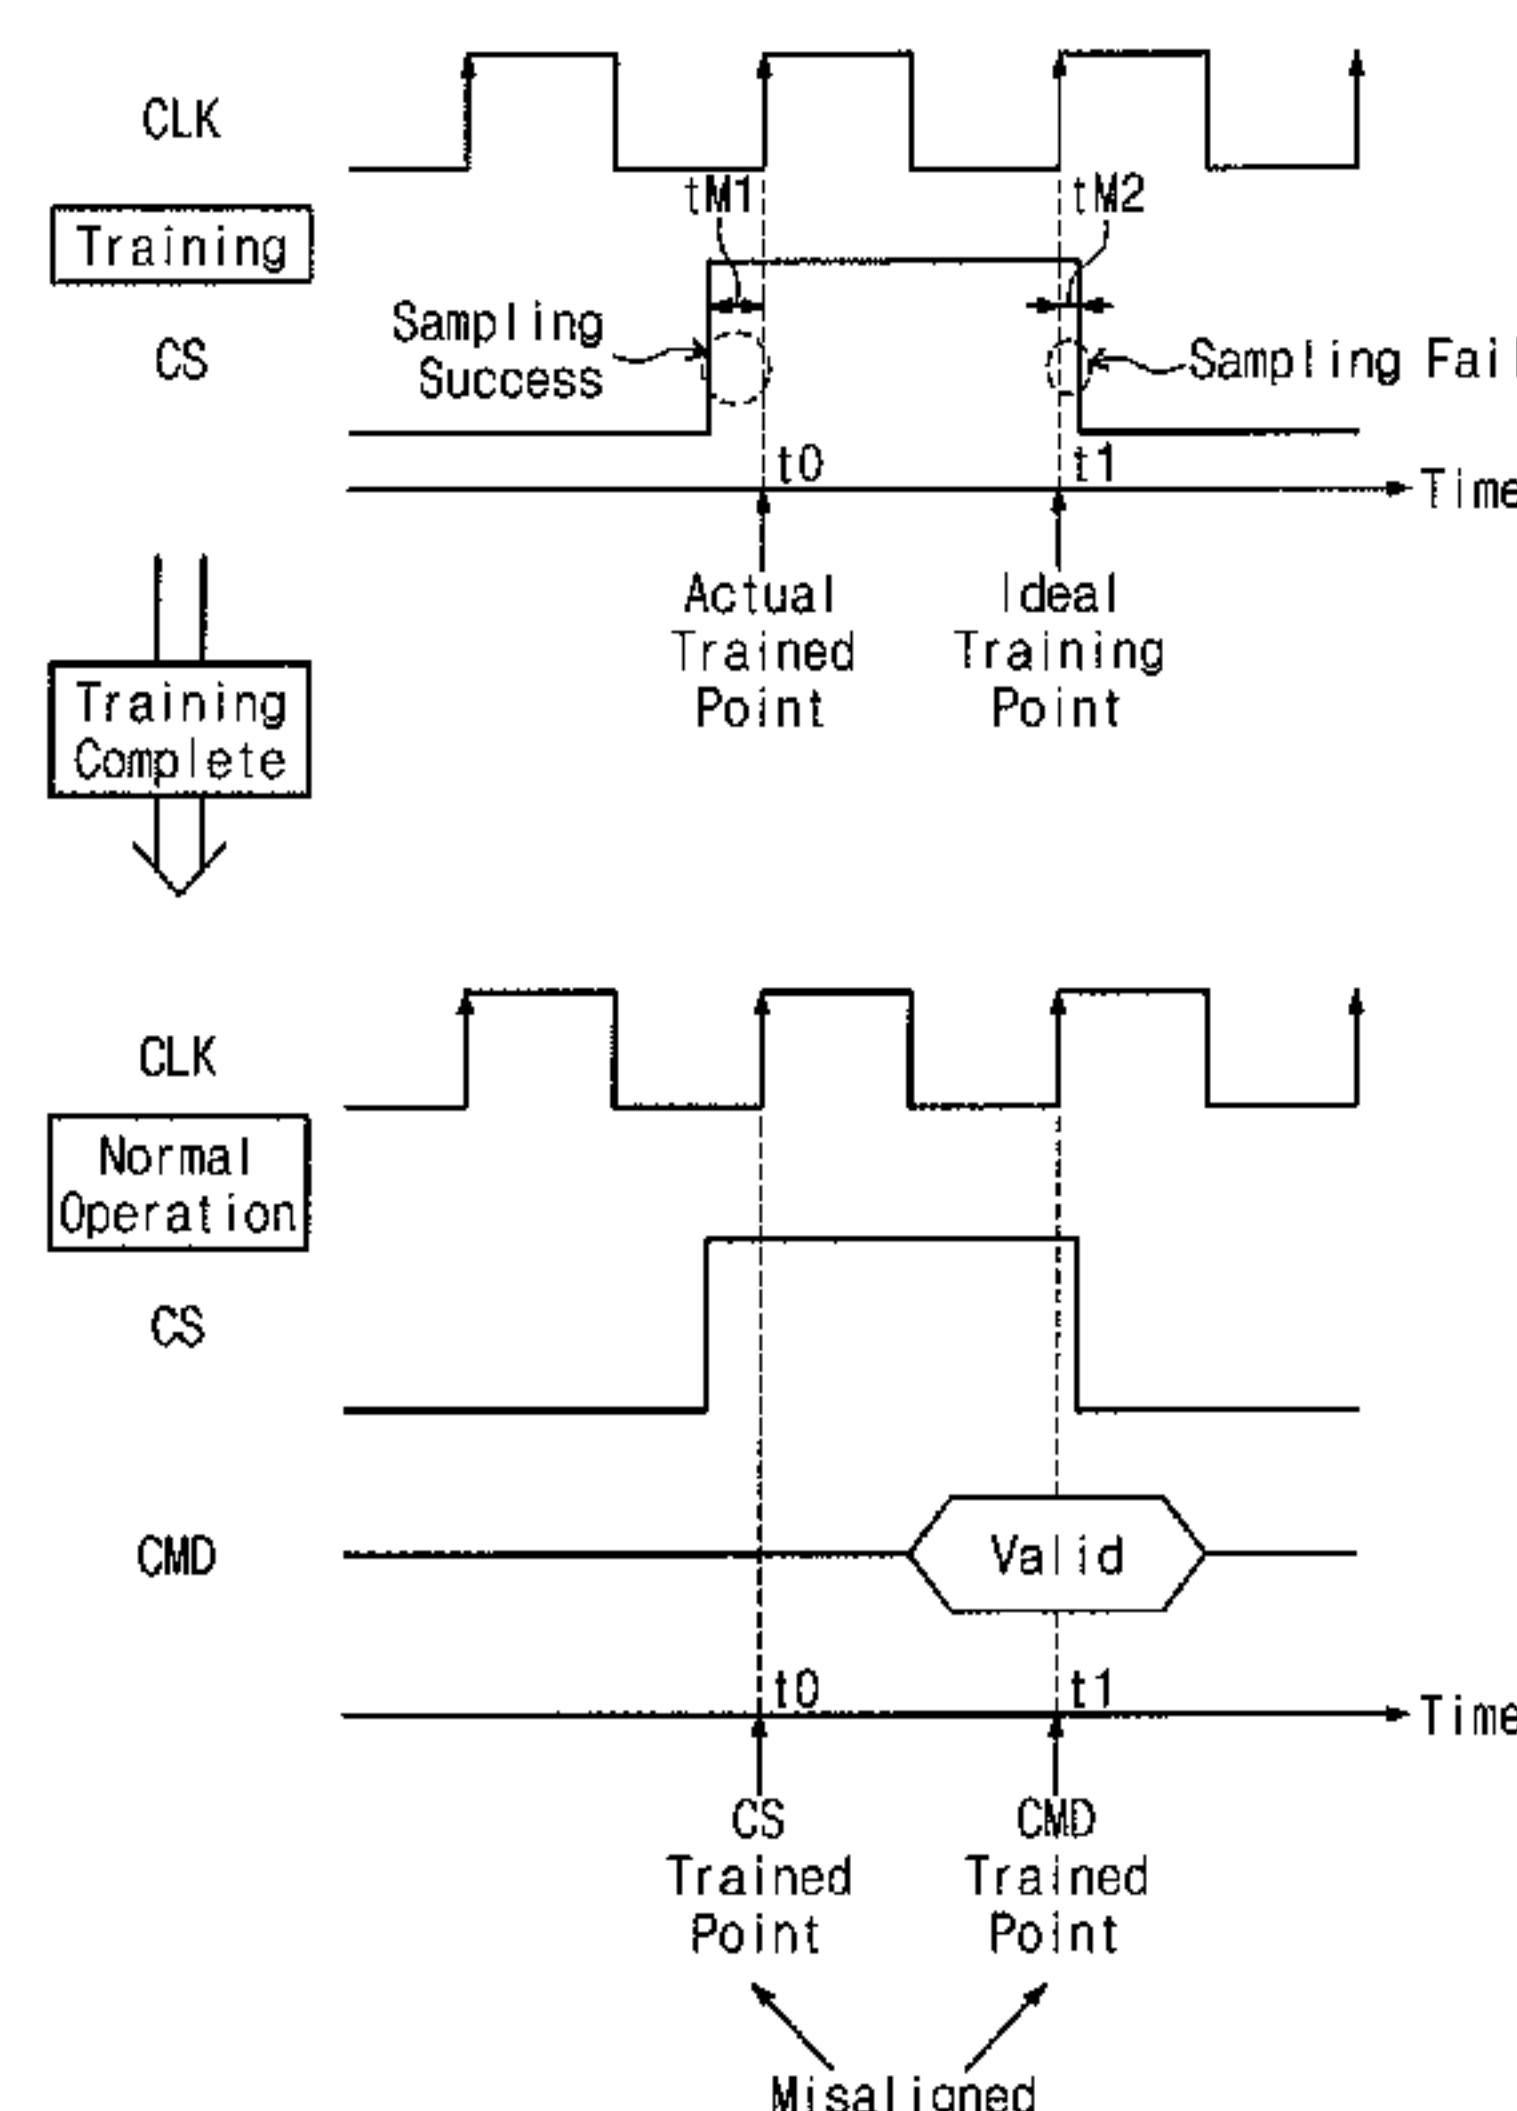 CLK
tM1
tM2
Training
Sampling
Success
CS
Sampling Fail
t0
t1
Time
Actual
Trained
Point
Ideal
Training
Point
Training
Complete
CLK
Normal
Operation
CS
CMD
Valid
t0
t1
Time
CS
Trained
Point
CMD
Trained
Point
Misaligned